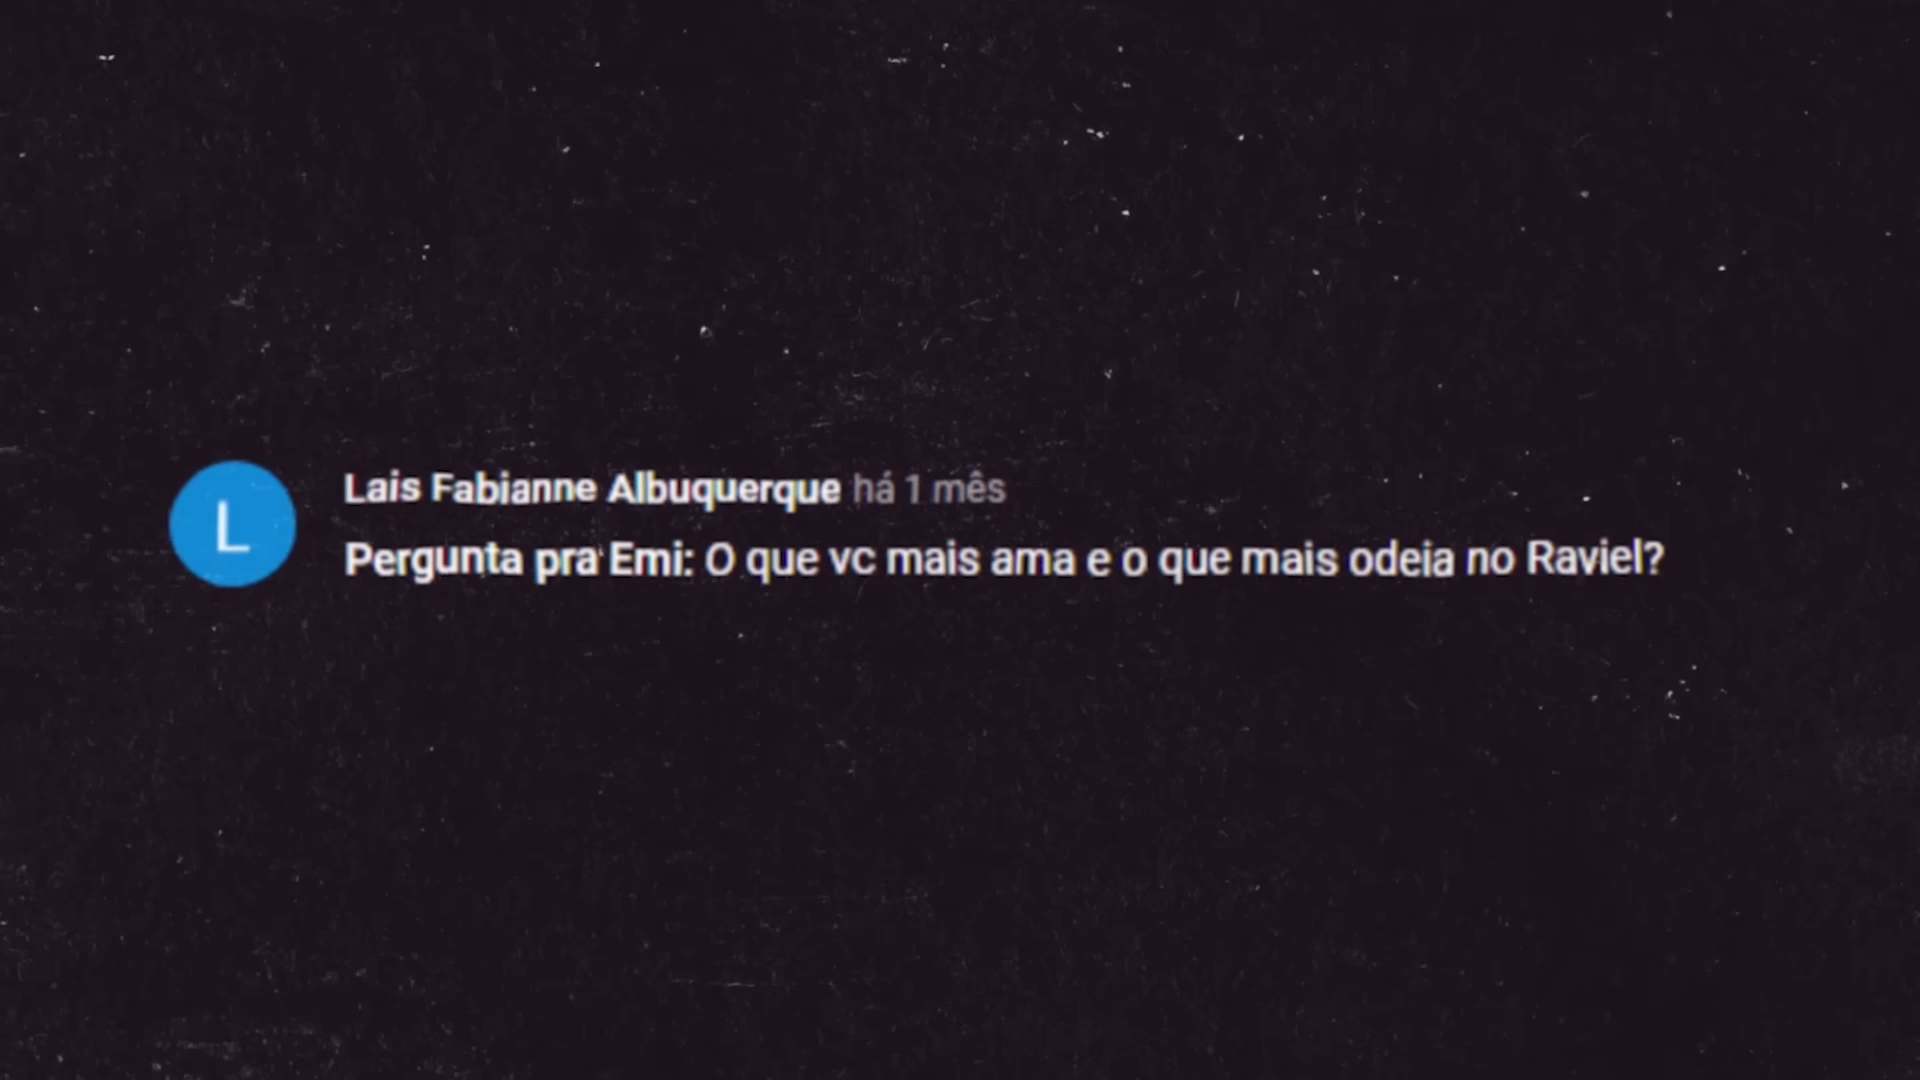 L
Lais Fabianne Albuquerque há 1 mês
Pergunta pra Emi: O que vc mais ama e o que mais odeia no Raviel?